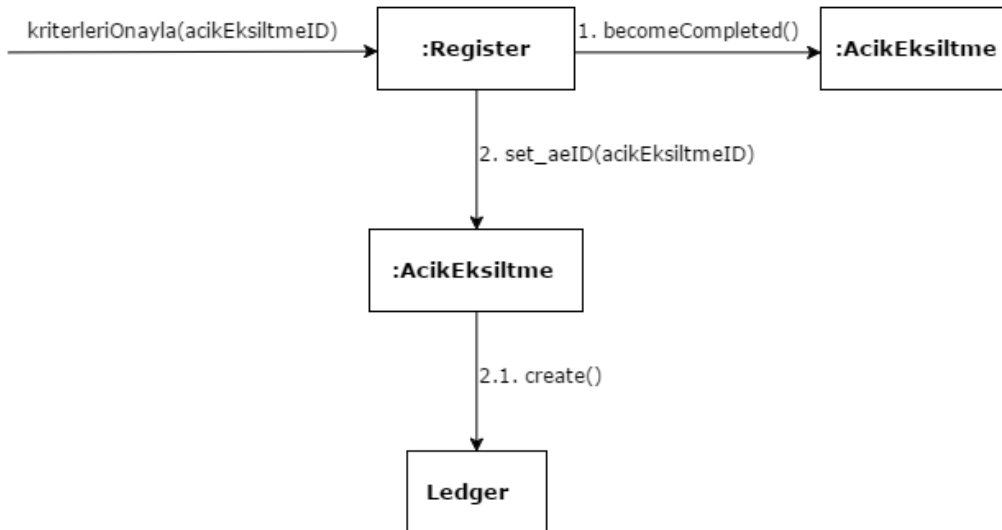 kriterleriOnayla(acikEksiltmeID)
:Register
1. becomeCompleted()
:AcikEksiltme
2. set_aeID(acikEksiltmeID)
:AcikEksiltme
2.1. create()
Ledger